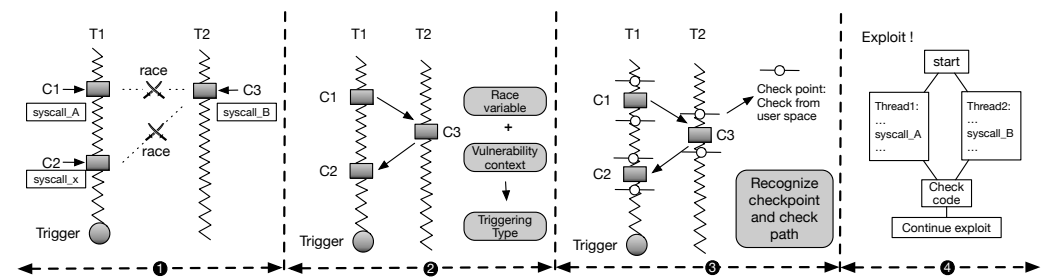 T1
T2
race
C1
C3
syscall_A
syscall_B
race
C2
syscall_x
Trigger
1
T1
T2
C1
C3
C2
Trigger
Race
variable
+
Vulnerability
context
Triggering
Type
2
T1
T2
C1
C3
C2
Trigger
Check point:
Check from
user space
Recognize
checkpoint
and check
path
3
Exploit !
start
Thread1:
...
syscall_A
...
Thread2:
...
syscall_B
...
Check
code
Continue exploit
4